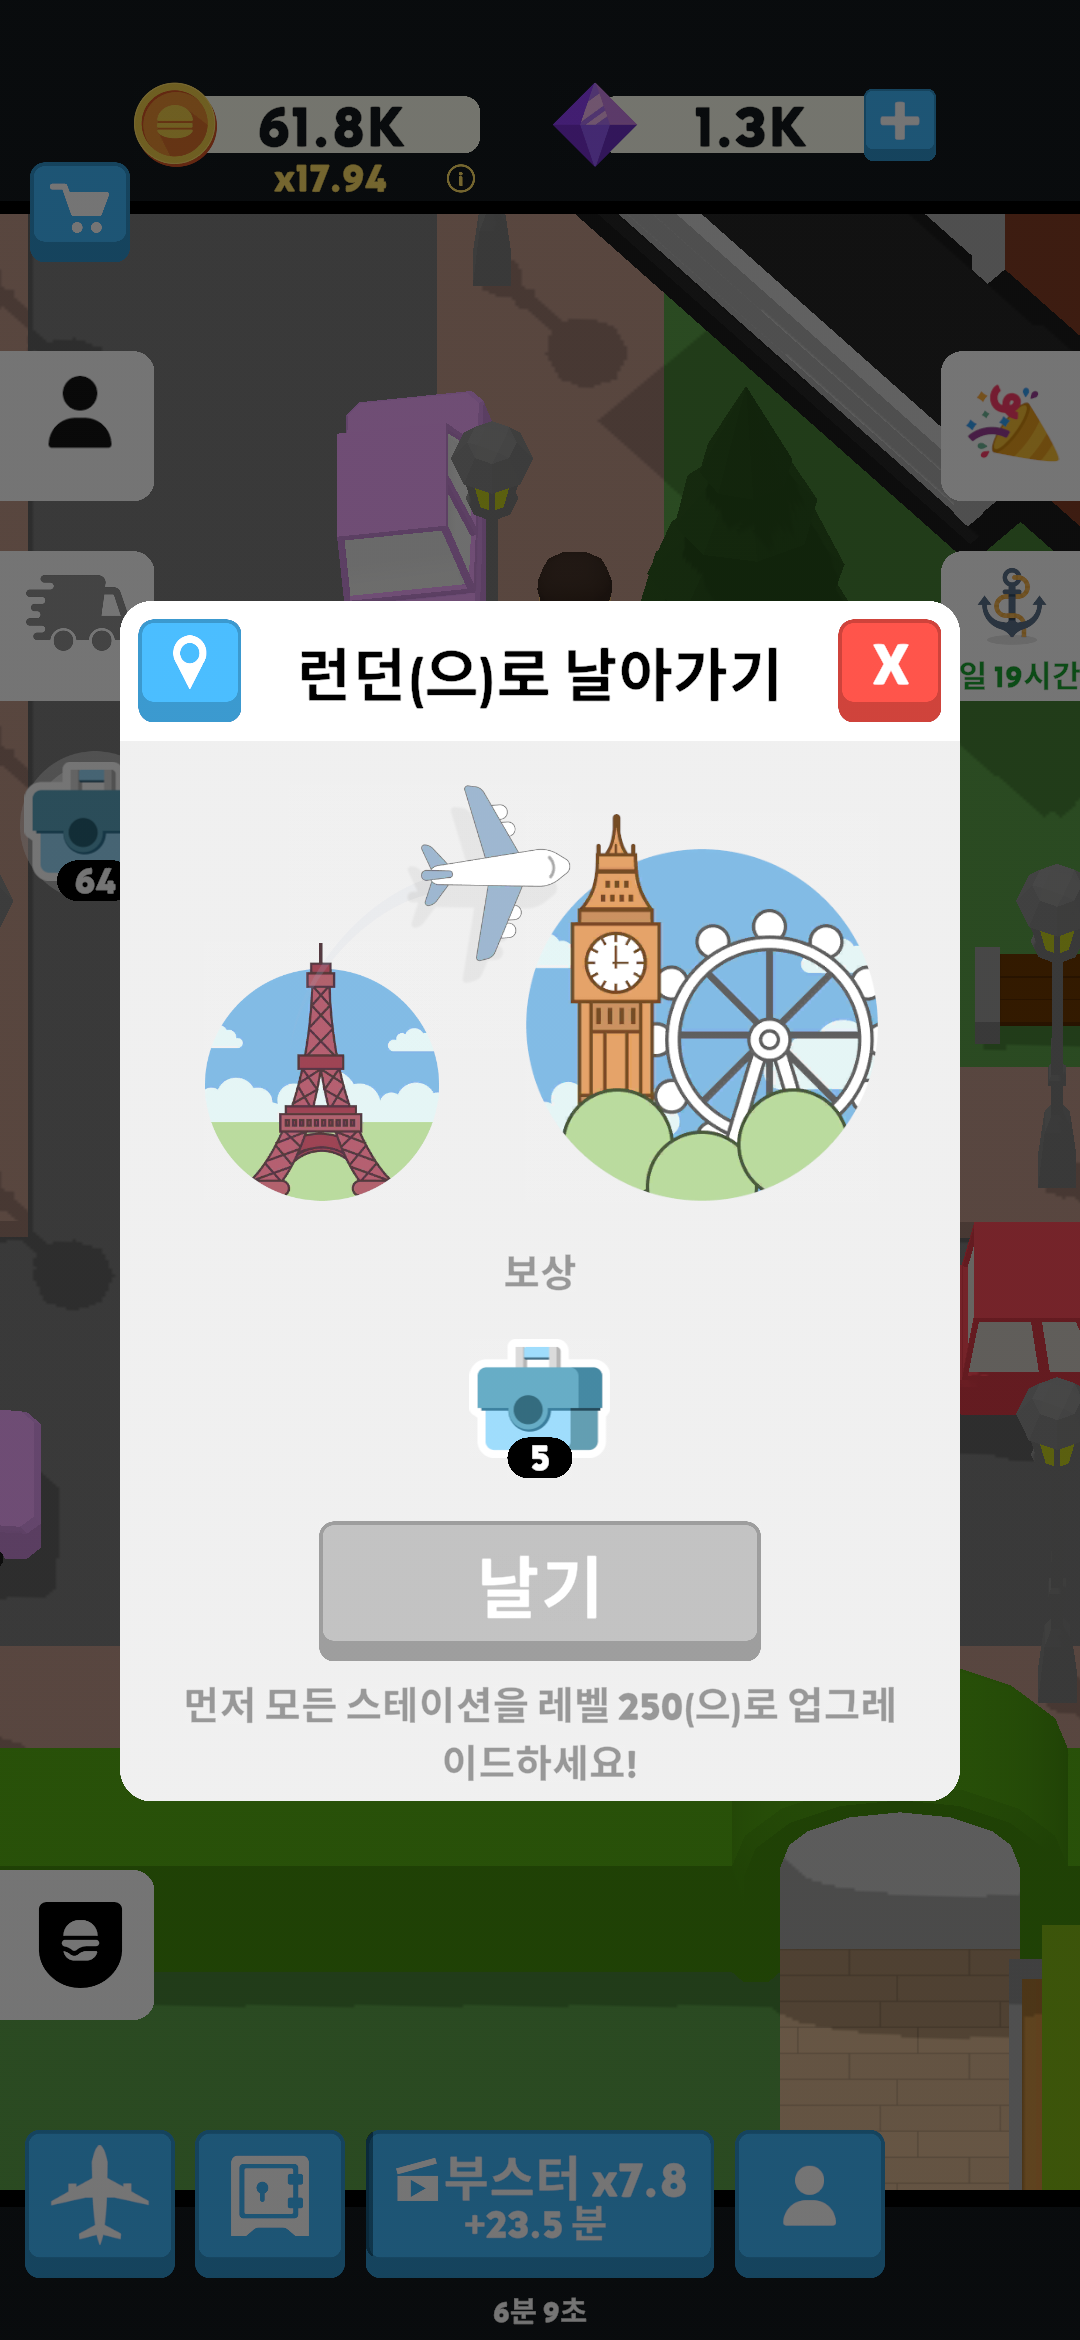 61.8K
1.3K
x17.94
런던(으)로 날아가기
X
일 19시간
64
보상
5
날기
먼저 모든 스테이션을 레벨 250(으)로 업그레
이드하세요!
부스터 x7.8
+23.5 분
6분 9초